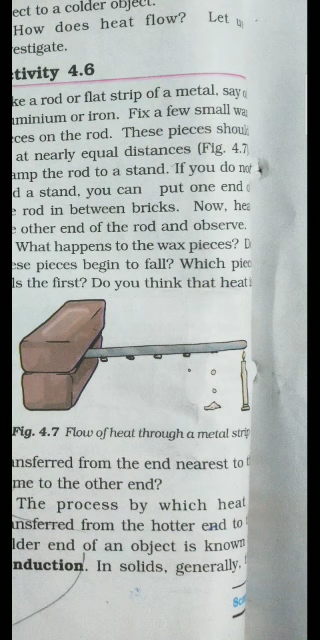 ect to a colder object.
How does heat flow? Let
estigate.
tivity 4.6
ke a rod or flat strip of a metal, say
uminium or iron. Fix a few small wa
ces on the rod. These pieces shoul
at nearly equal distances (Fig. 4.7
amp the rod to a stand. If you do not
d a stand, you can put one end
e rod in between bricks. Now, hea
e other end of the rod and observe.
What happens to the wax pieces? D
ese pieces begin to fall? Which piec
ls the first? Do you think that heat
Fig. 4.7 Flow of heat through a metal strip
ansferred from the end nearest to
me to the other end?
The process by which heat
ansferred from the hotter end to
lder end of an object is known
nduction. In solids, generally,